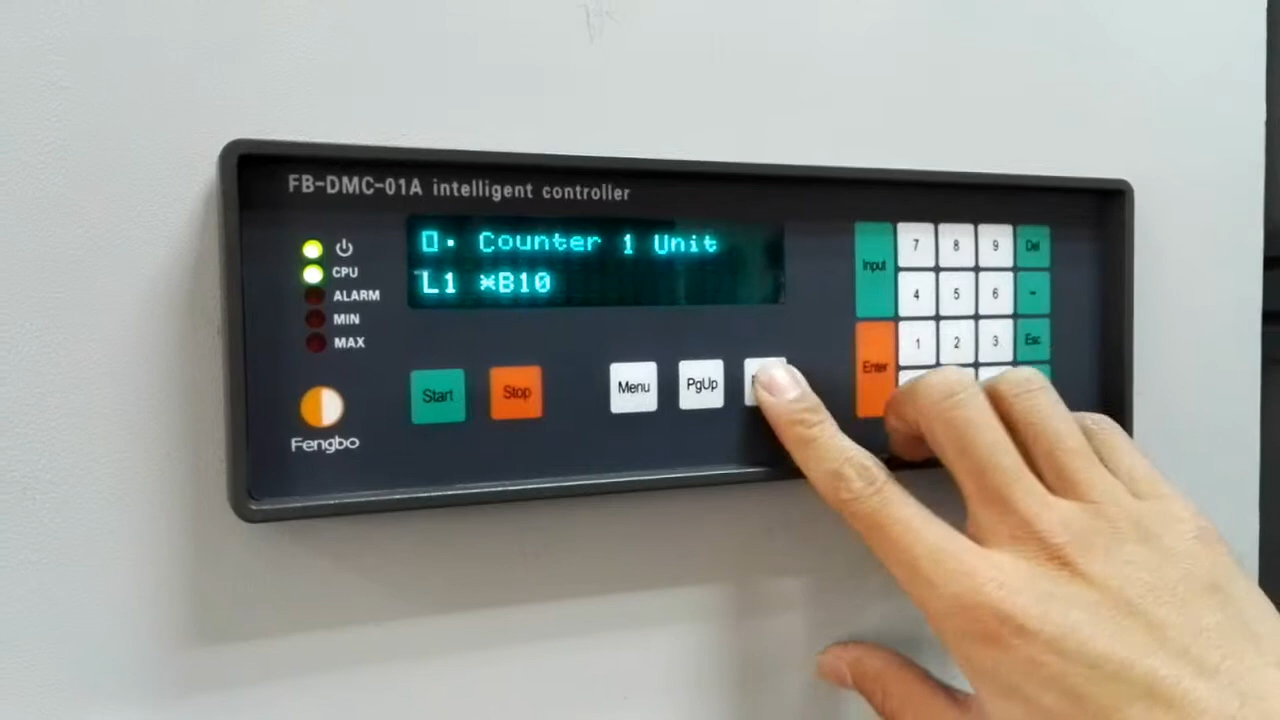 FB-DMC-01A intelligent controller
CPU
ALARM
MIN
MAX
Counter 1 Unit
L1 *B10
Start
Stop
Menu
PgUp
Fengbo
Input
7 8 9 Del
4 5 6 -
Enter
1 2 3 Esc